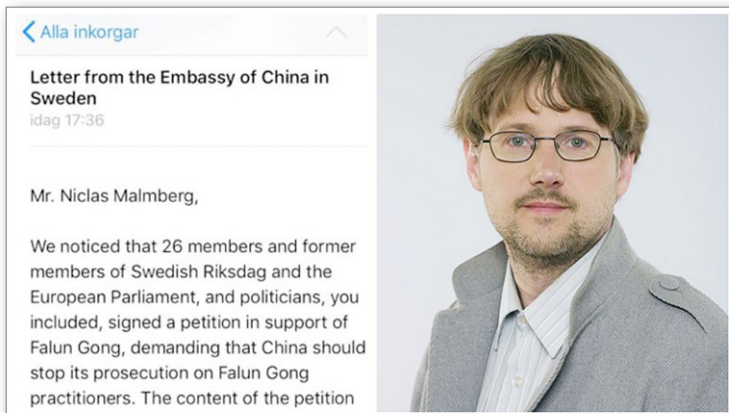 Alla inkorgar
Letter from the Embassy of China in
Sweden
idag 17:36
Mr. Niclas Malmberg,
We noticed that 26 members and former
members of Swedish Riksdag and the
European Parliament, and politicians, you
included, signed a petition in support of
Falun Gong, demanding that China should
stop its prosecution on Falun Gong
practitioners. The content of the petition